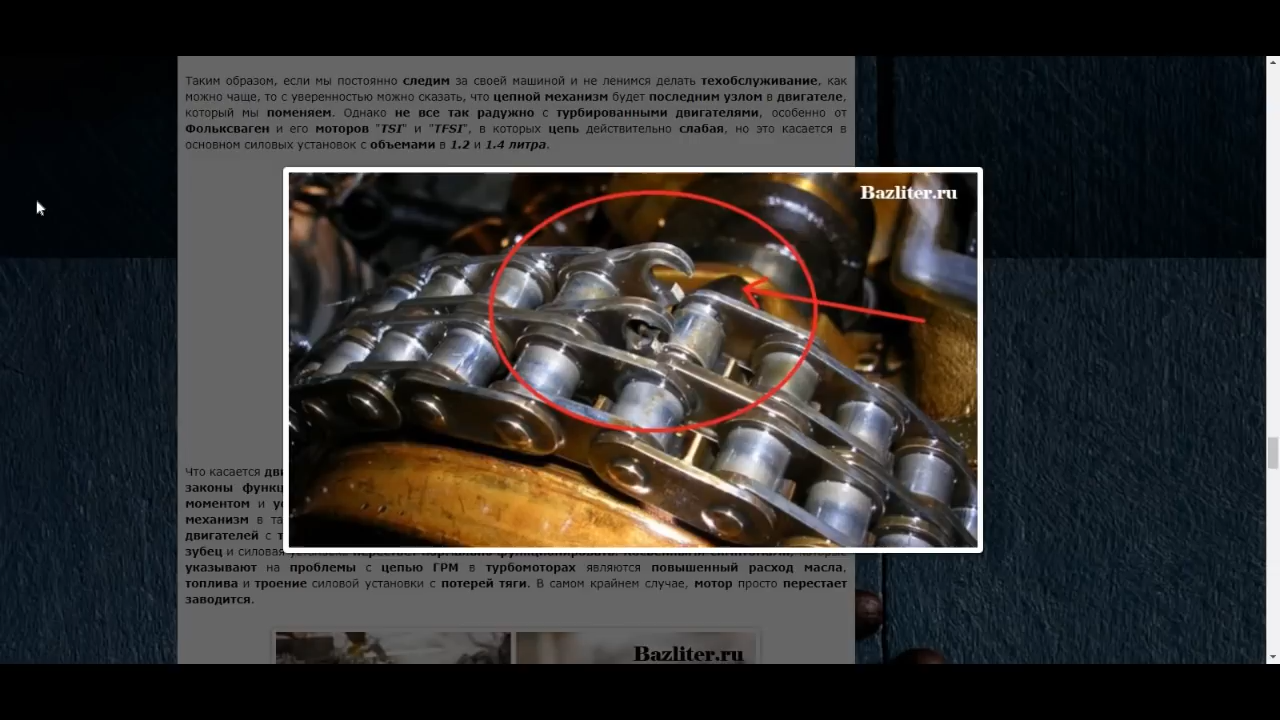 Таким образом, если мы постоянно следим за своей машиной и не ленимся делать техобслуживание, как
можно чаще, то с уверенностью можно сказать, что цепной механизм будет последним узлом в двигателе,
который мы поменяем. Однако не все так радужно с турбированными двигателями, особенно от
Фольксваген и его моторов "TSI" и "TFSI", в которых цепь действительно слабая, но это касается в
основном силовых установок с объемами в 1.2 и 1.4 литра.
Bazliter.ru
Что касается
законы
моментом и
механизм в
двигателей с
зубец и силовая
указывают на проблемы с цепью ГРМ в турбомоторах являются повышенный расход масла,
топлива и троение силовой установки с потерей тяги. В самом крайнем случае, мотор просто перестает
заводится.
Bazliter.ru